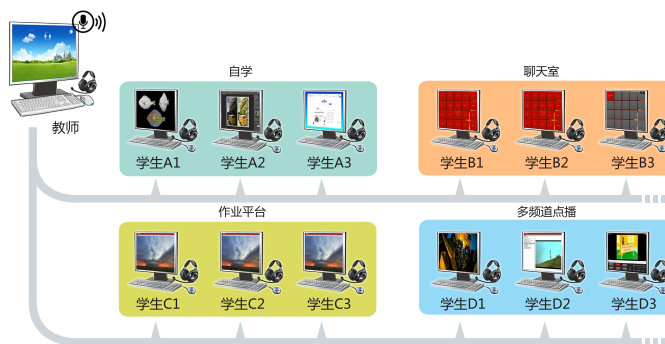 教师
自学
学生A1
学生A2
学生A3
聊天室
学生B1
学生B2
学生B3
作业平台
学生C1
学生C2
学生C3
多频道点播
学生D1
学生D2
学生D3